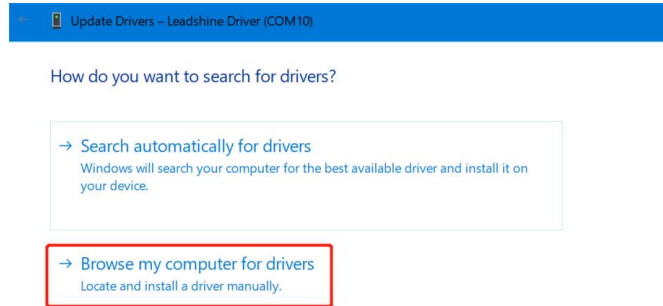 Update Drivers – Leadshine Driver (COM10)
How do you want to search for drivers?
→ Search automatically for drivers
Windows will search your computer for the best available driver and install it on
your device.
→ Browse my computer for drivers
Locate and install a driver manually.